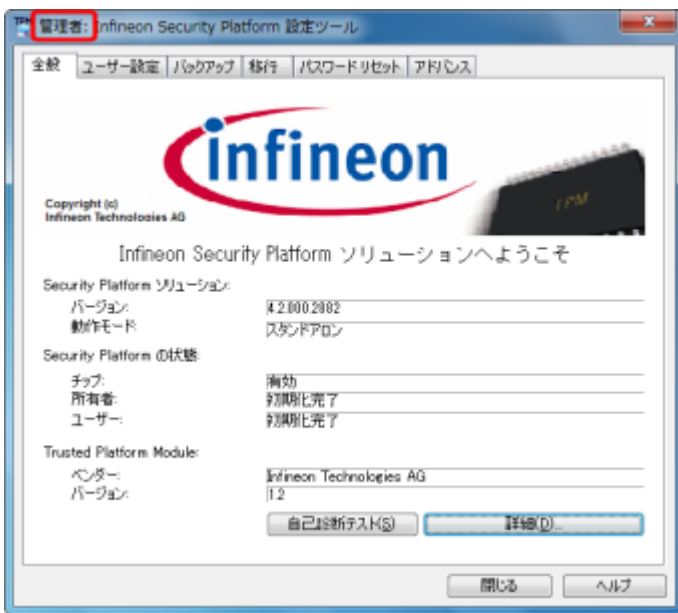 管理者: Infineon Security Platform 設定ツール
全般 ユーザー設定 バックアップ 移行 パスワードリセット アドバンス
infineon
TPM
Copyright (c)
Infineon Technologies AG
Infineon Security Platform ソリューションへようこそ
Security Platform ソリューション:
バージョン: 4.2.000.2882
動作モード: スタンドアロン
Security Platform の状態:
チップ: 有効
所有者: 初期化完了
ユーザー: 初期化完了
Trusted Platform Module:
ベンダー: Infineon Technologies AG
バージョン: 1.2
自己診断テスト(S) 詳細(D)...
閉じる ヘルプ